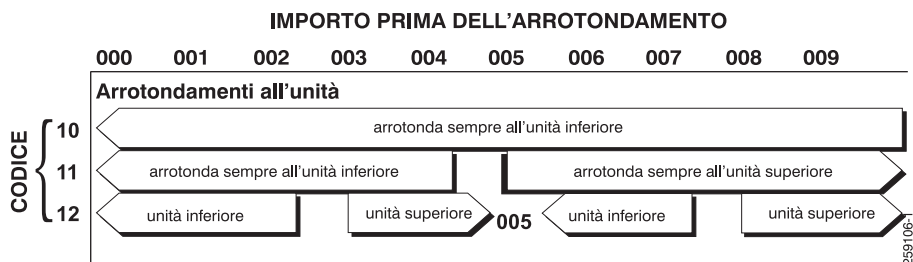 IMPORTO PRIMA DELL'ARROTONDAMENTO
000 001 002 003 004 005 006 007 008 009
Arrotondamenti all'unità
CODICE
10 arrotonda sempre all'unità inferiore
11 arrotonda sempre all'unità inferiore arrotonda sempre all'unità superiore
12 unità inferiore unità superiore 005 unità inferiore unità superiore